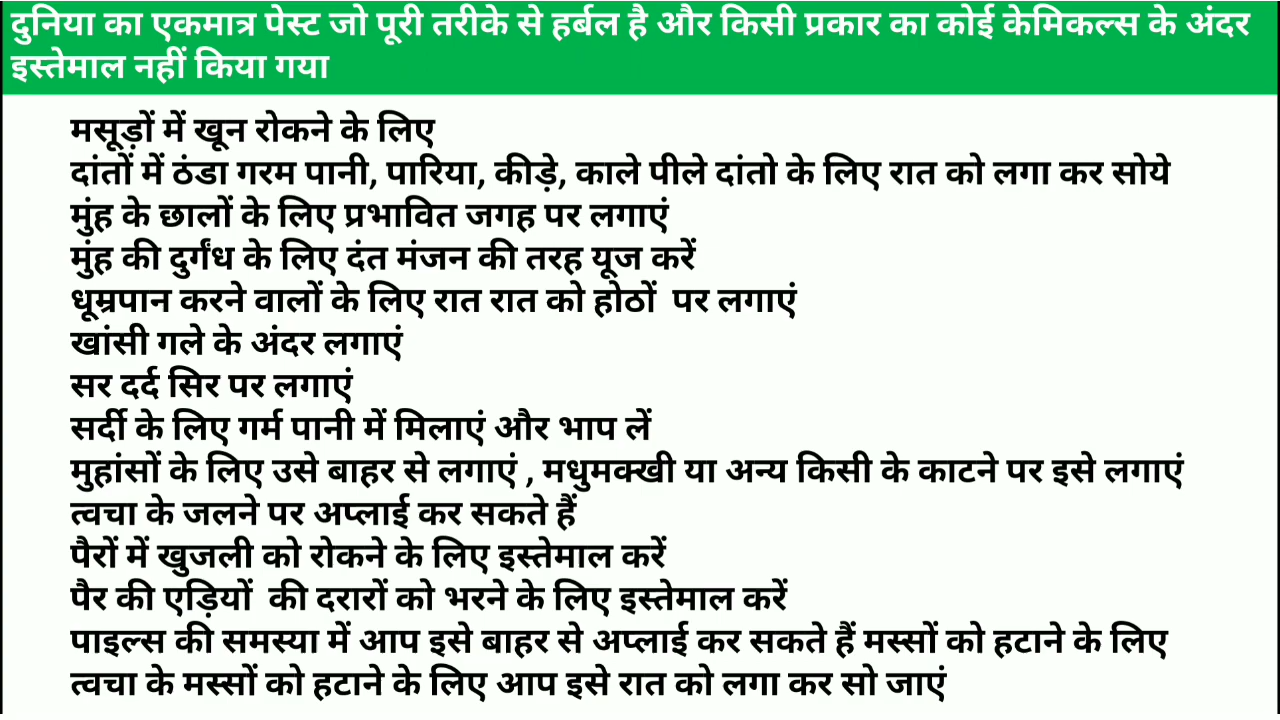 दुनिया का एकमात्र पेस्ट जो पूरी तरीके से हर्बल है और किसी प्रकार का कोई केमिकल्स के अंदर
इस्तेमाल नहीं किया गया
मसूड़ों में खून रोकने के लिए
दांतों में ठंडा गरम पानी, पारिया, कीड़े, काले पीले दांतो के लिए रात को लगा कर सोये
मुंह के छालों के लिए प्रभावित जगह पर लगाएं
मुंह की दुर्गंध के लिए दंत मंजन की तरह यूज करें
धूम्रपान करने वालों के लिए रात रात को होठों पर लगाएं
खांसी गले के अंदर लगाएं
सर दर्द सिर पर लगाएं
सर्दी के लिए गर्म पानी में मिलाएं और भाप लें
मुहांसों के लिए उसे बाहर से लगाएं , मधुमक्खी या अन्य किसी के काटने पर इसे लगाएं
त्वचा के जलने पर अप्लाई कर सकते हैं
पैरों में खुजली को रोकने के लिए इस्तेमाल करें
पैर की एड़ियों की दरारों को भरने के लिए इस्तेमाल करें
पाइल्स की समस्या में आप इसे बाहर से अप्लाई कर सकते हैं मस्सों को हटाने के लिए
त्वचा के मस्सों को हटाने के लिए आप इसे रात को लगा कर सो जाएं